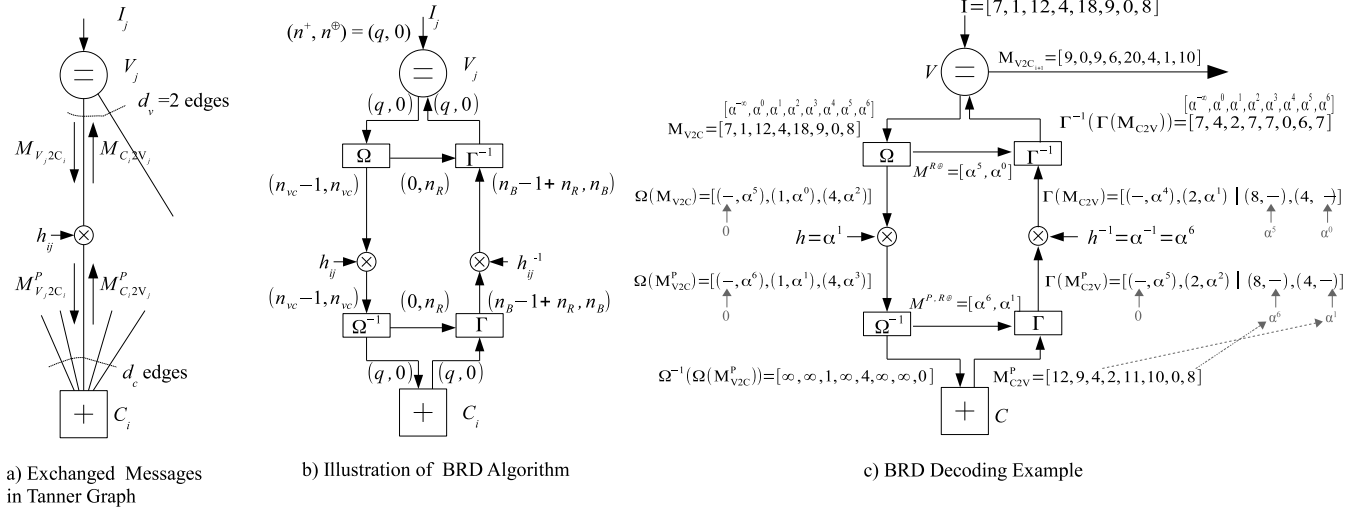 I_j
V_j
d_v =2 edges
M_{V_j2C_i}
M_{C_i2V_j}
h_{ij}
M^P_{V_j2C_i}
M^P_{C_i2V_j}
d_c edges
C_i
a) Exchanged Messages
in Tanner Graph
I_j
(n^+, n^⊕) = (q, 0)
V_j
(q,0)
(q,0)
Ω
Γ^{-1}
(n_{vc}−1,n_{vc})
(0,n_R)
(n_B−1+ n_R,n_B)
h_{ij}
h_{ij}^{-1}
(n_{vc}−1,n_{vc})
(0,n_R)
(n_B−1+ n_R,n_B)
Ω^{-1}
Γ
(q,0)
(q,0)
C_i
b) Illustration of BRD Algorithm
I=[7,1,12,4,18,9,0,8]
V
M_{V2C_{i+1}}=[9,0,9,6,20,4,1,10]
[α^{-∞},α^0,α^1,α^2,α^3,α^4,α^5,α^6]
[α^{-∞},α^0,α^1,α^2,α^3,α^4,α^5,α^6]
M_{V2C}=[7,1,12,4,18,9,0,8]
Γ^{-1}(Γ(M_{C2V}))=[7,4,2,7,7,0,6,7]
Ω
Γ^{-1}
M^{R⊕}=[α^5,α^0]
Ω(M_{V2C})=[(−,α^5),(1,α^0),(4,α^2)]
Γ(M_{C2V})=[(−,α^4),(2,α^1) | (8,−),(4, −)]
0
α^5
α^0
h=α^1
h^{-1}=α^{-1}=α^6
Ω(M^P_{V2C})=[(−,α^6),(1,α^1),(4,α^3)]
Γ(M^P_{C2V})=[(−,α^5),(2,α^2) | (8,−),(4,−)]
0
M^{P,R⊕}=[α^6,α^1]
0
α^6
α^1
Ω^{-1}
Γ
Ω^{-1}(Ω(M^P_{V2C}))=[∞,∞,1,∞,4,∞,∞,0]
M^P_{C2V}=[12,9,4,2,11,10,0,8]
C
c) BRD Decoding Example